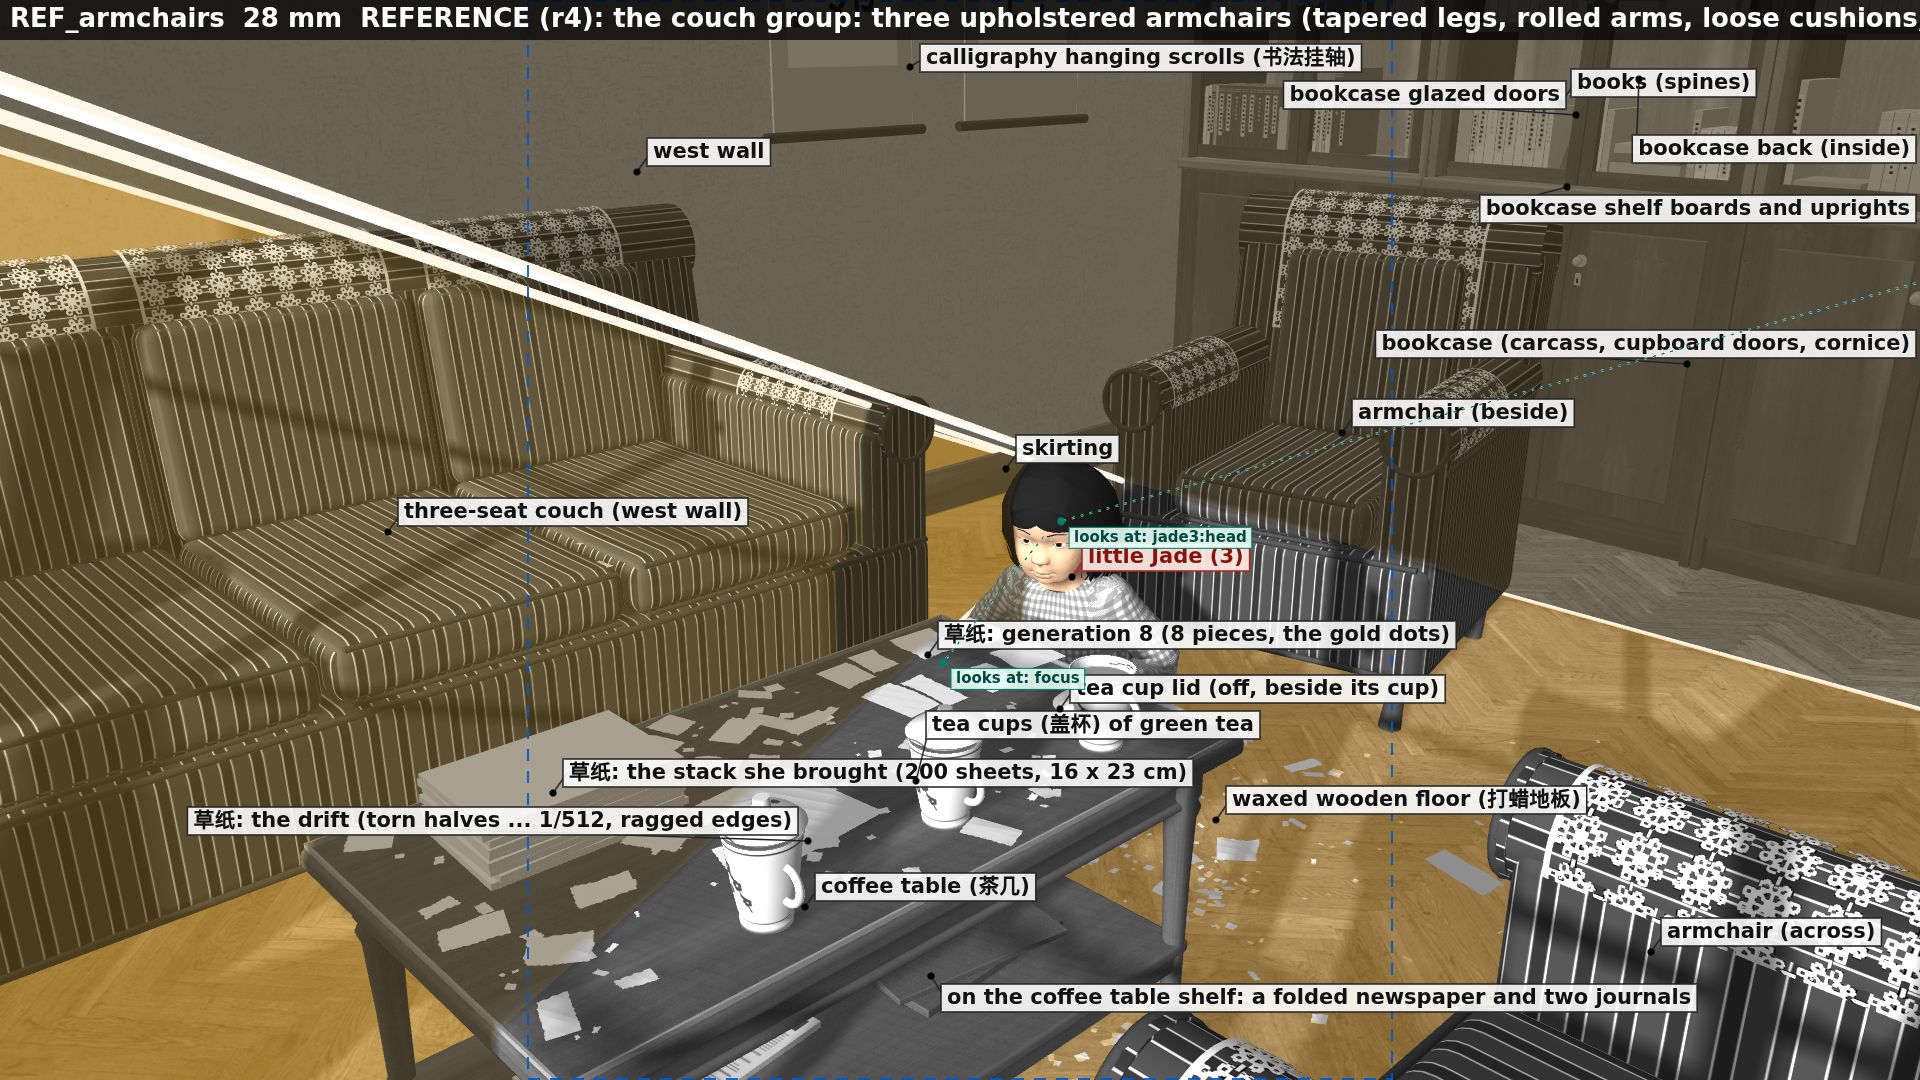 REF_armchairs 28 mm REFERENCE (r4): the couch group: three upholstered armchairs (tapered legs, rolled arms, loose cushions,
calligraphy hanging scrolls (书法挂轴)
books (spines)
bookcase glazed doors
west wall
bookcase back (inside)
bookcase shelf boards and uprights
bookcase (carcass, cupboard doors, cornice)
armchair (beside)
skirting
three-seat couch (west wall)
looks at: jade3:head
little Jade (3)
草纸: generation 8 (8 pieces, the gold dots)
looks at: focus
tea cup lid (off, beside its cup)
tea cups (盖杯) of green tea
草纸: the stack she brought (200 sheets, 16 x 23 cm)
waxed wooden floor (打蜡地板)
草纸: the drift (torn halves ... 1/512, ragged edges)
coffee table (茶几)
armchair (across)
on the coffee table shelf: a folded newspaper and two journals